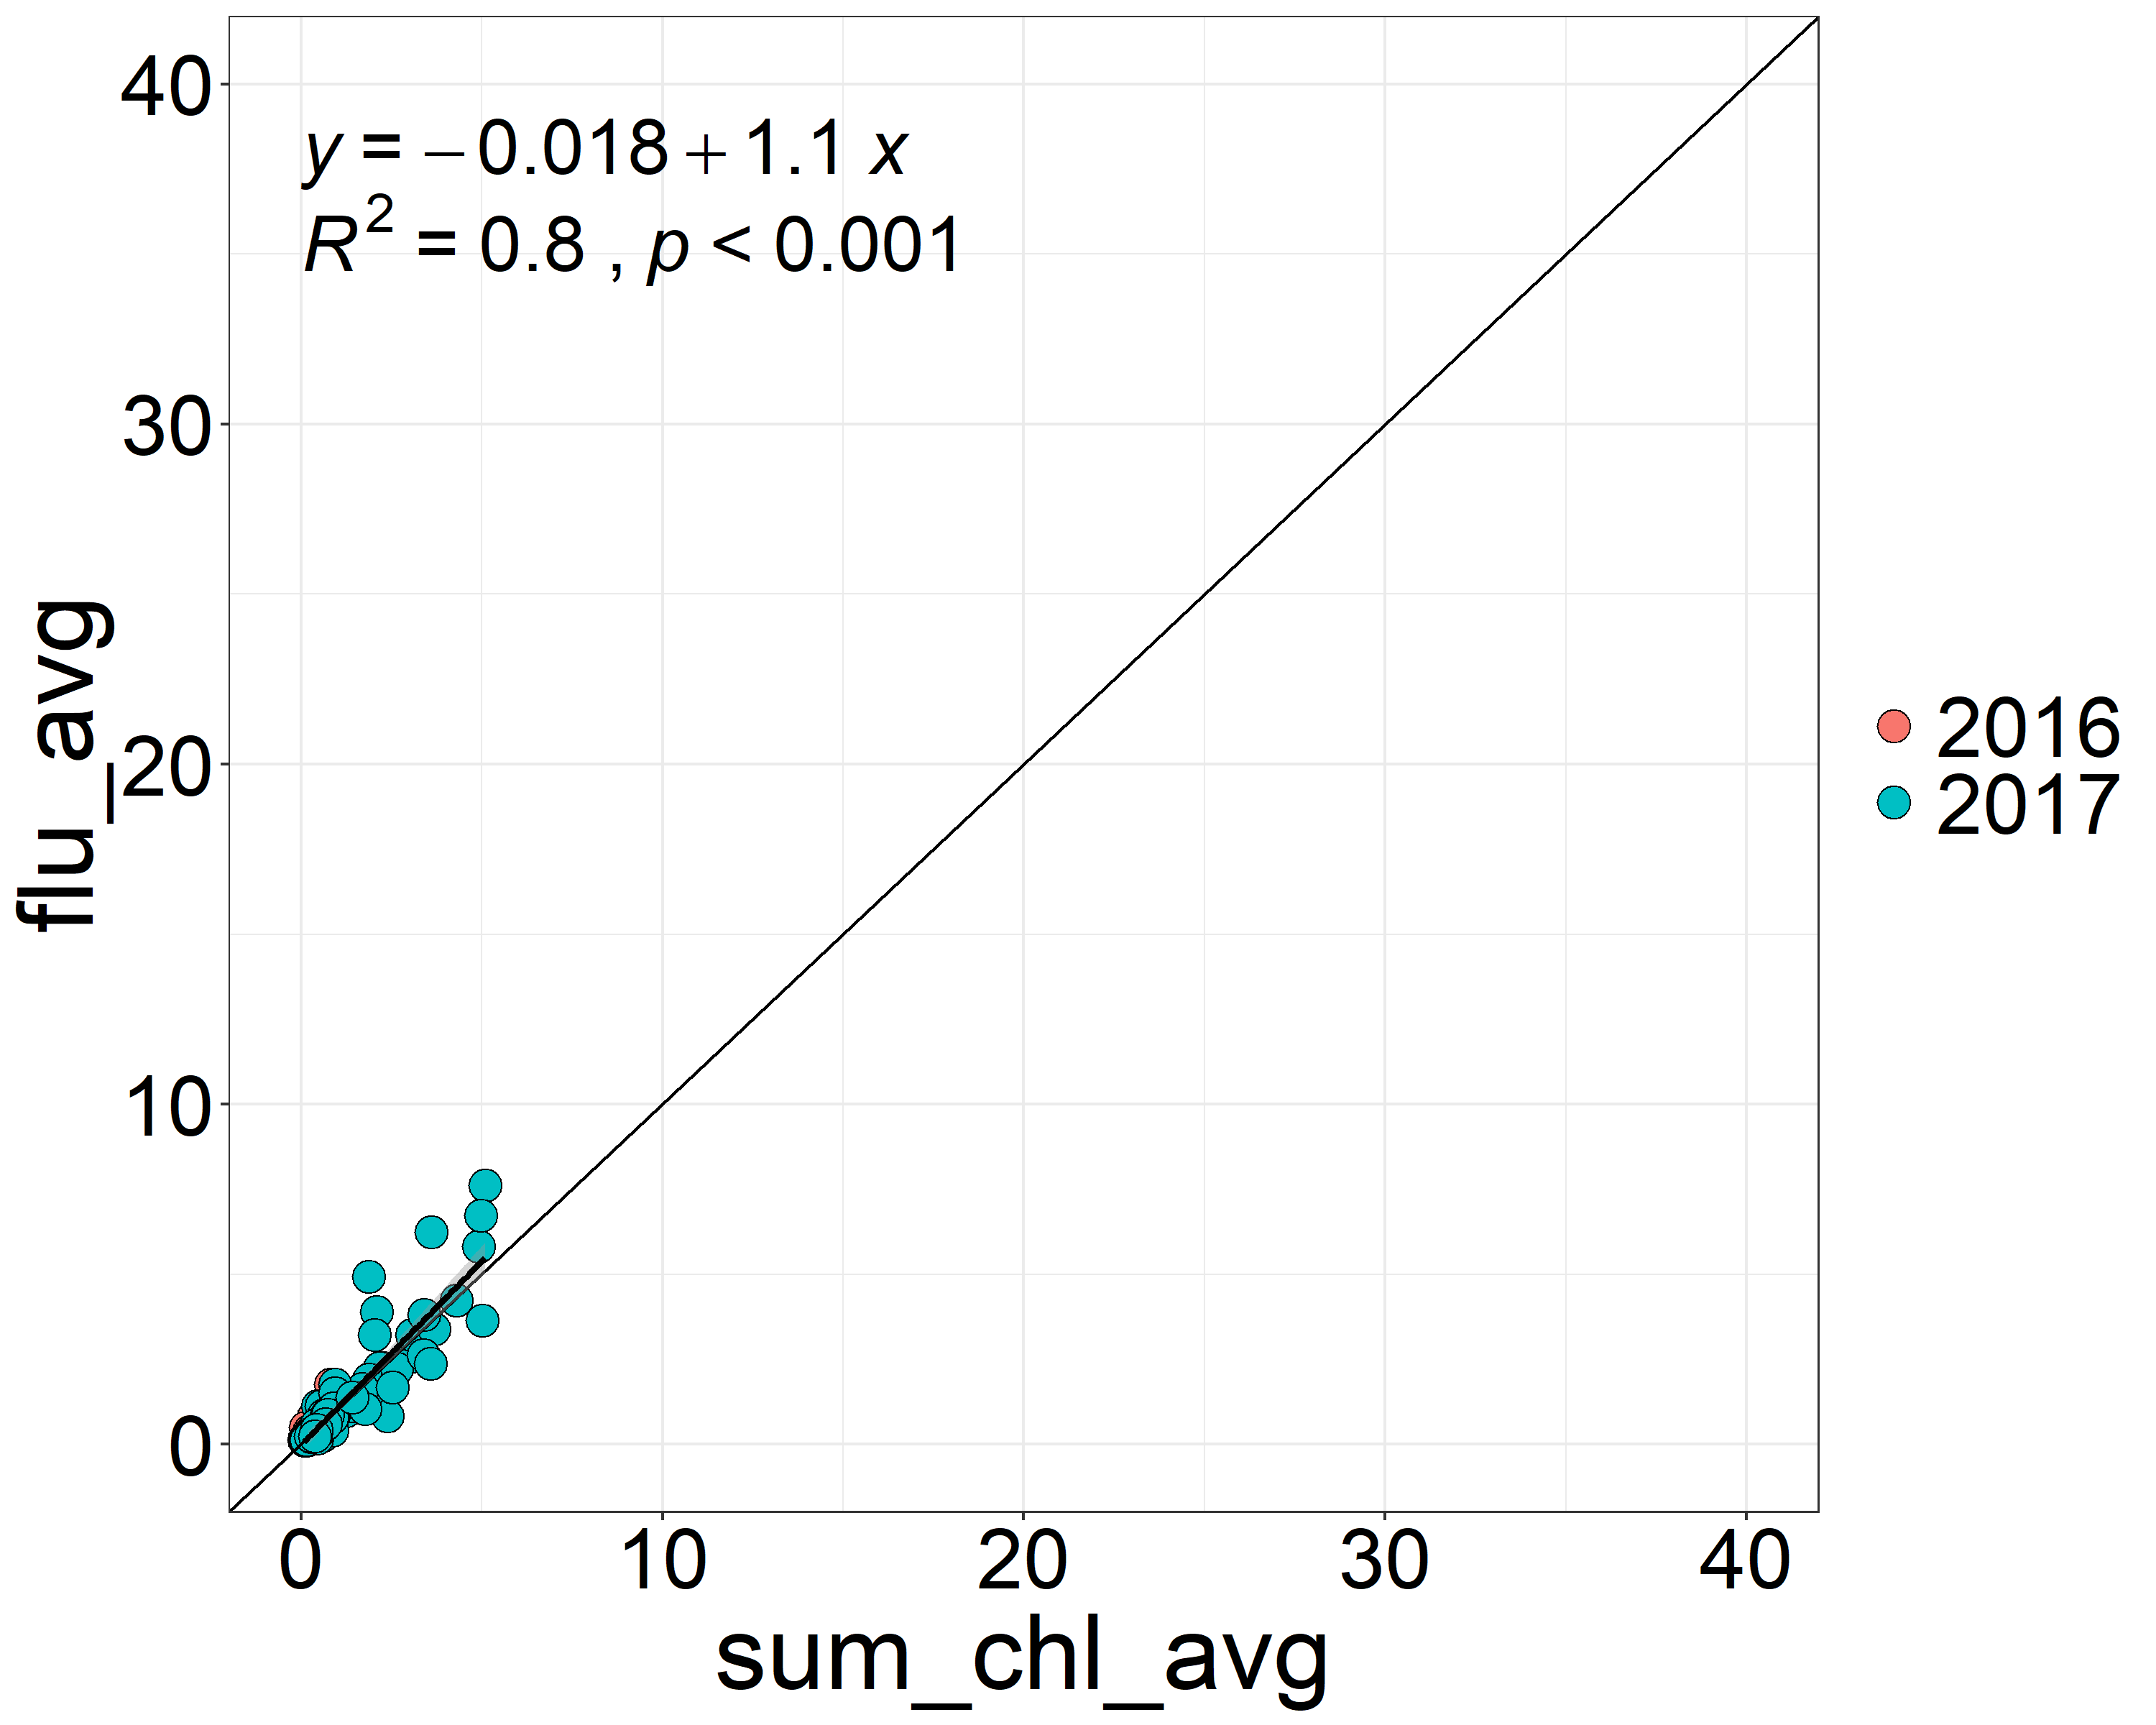 40
30
20
10
0
y = −0.018 + 1.1 x
R² = 0.8 , p < 0.001
flu_avg
0 10 20 30 40
sum_chl_avg
2016
2017